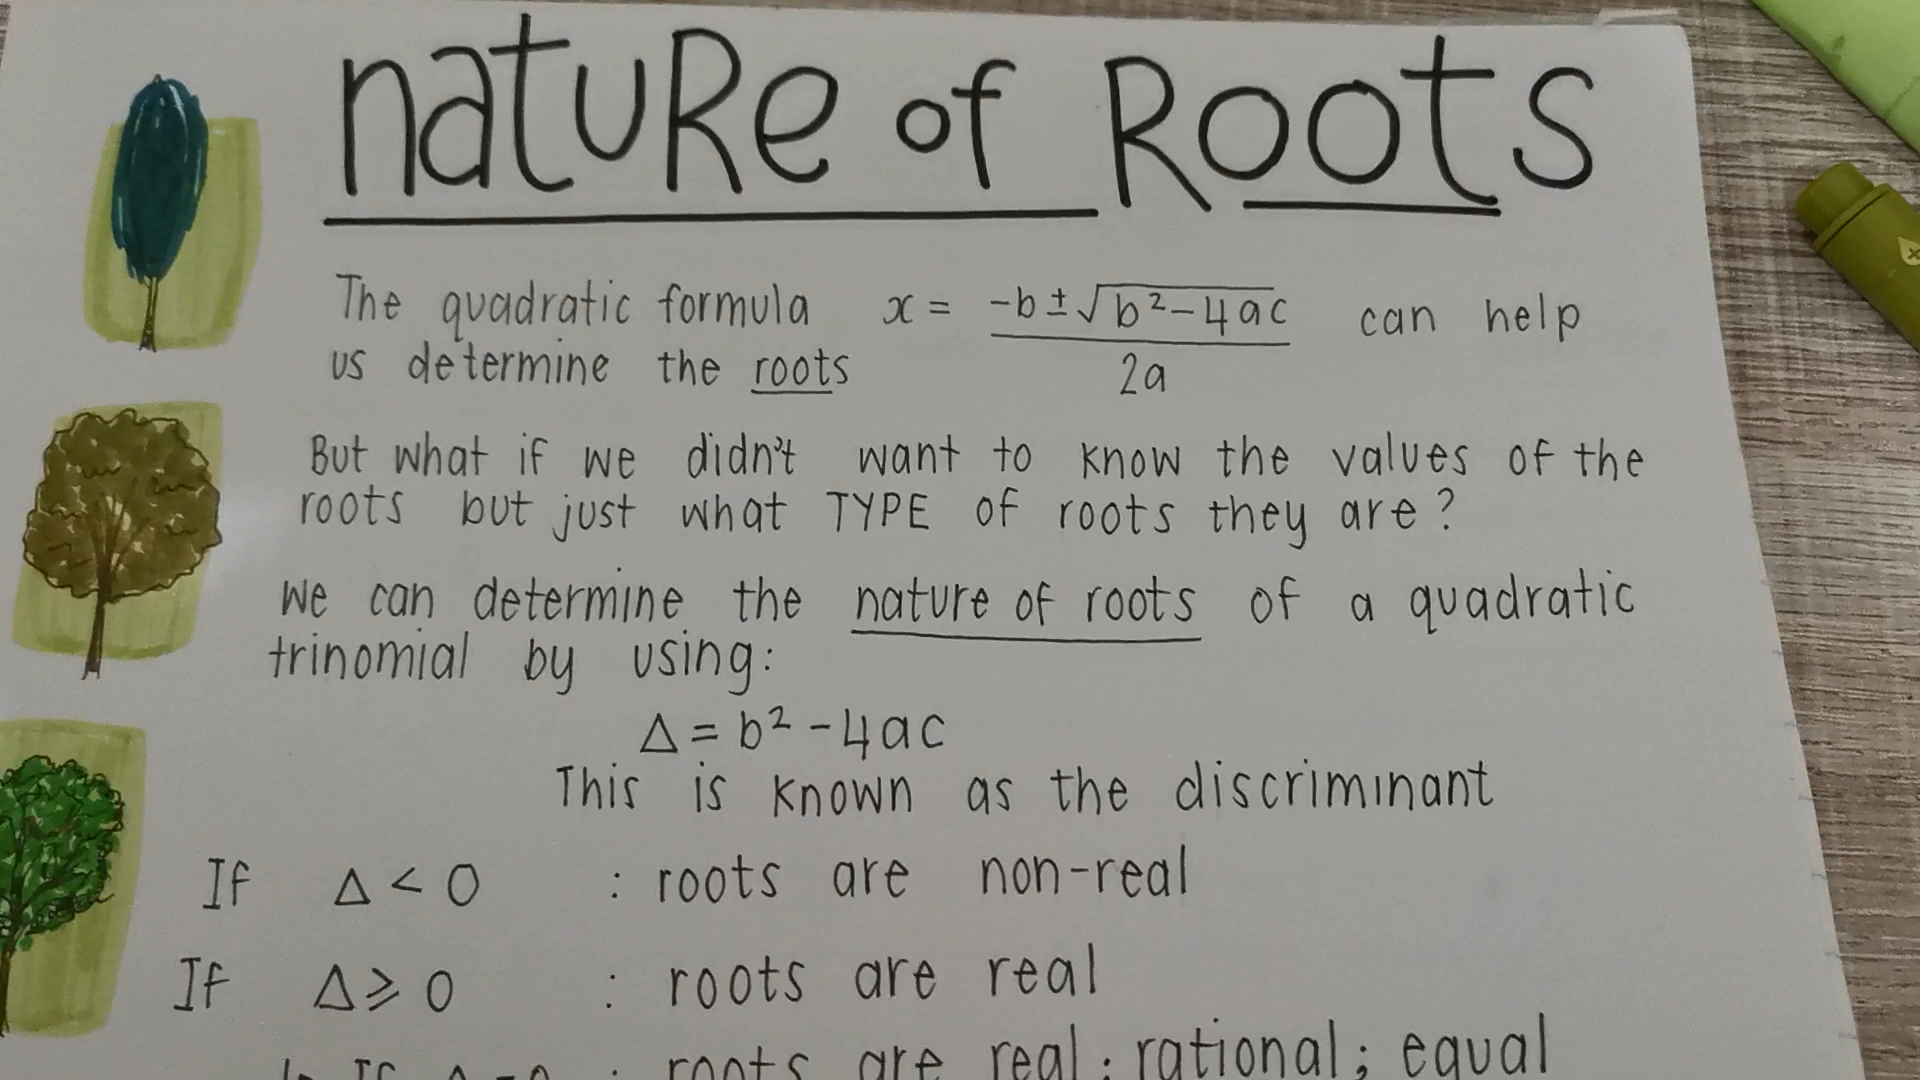 natuRe of Roots
The quadratic formula x = -b ± √b² - 4ac / 2a can help
us determine the roots
But what if we didn't want to know the values of the
roots but just what TYPE of roots they are?
We can determine the nature of roots of a quadratic
trinomial by using:
Δ = b² - 4ac
This is known as the discriminant
If Δ < 0 : roots are non-real
If Δ ⩾ 0 : roots are real
If Δ = 0 : roots are real; rational; equal